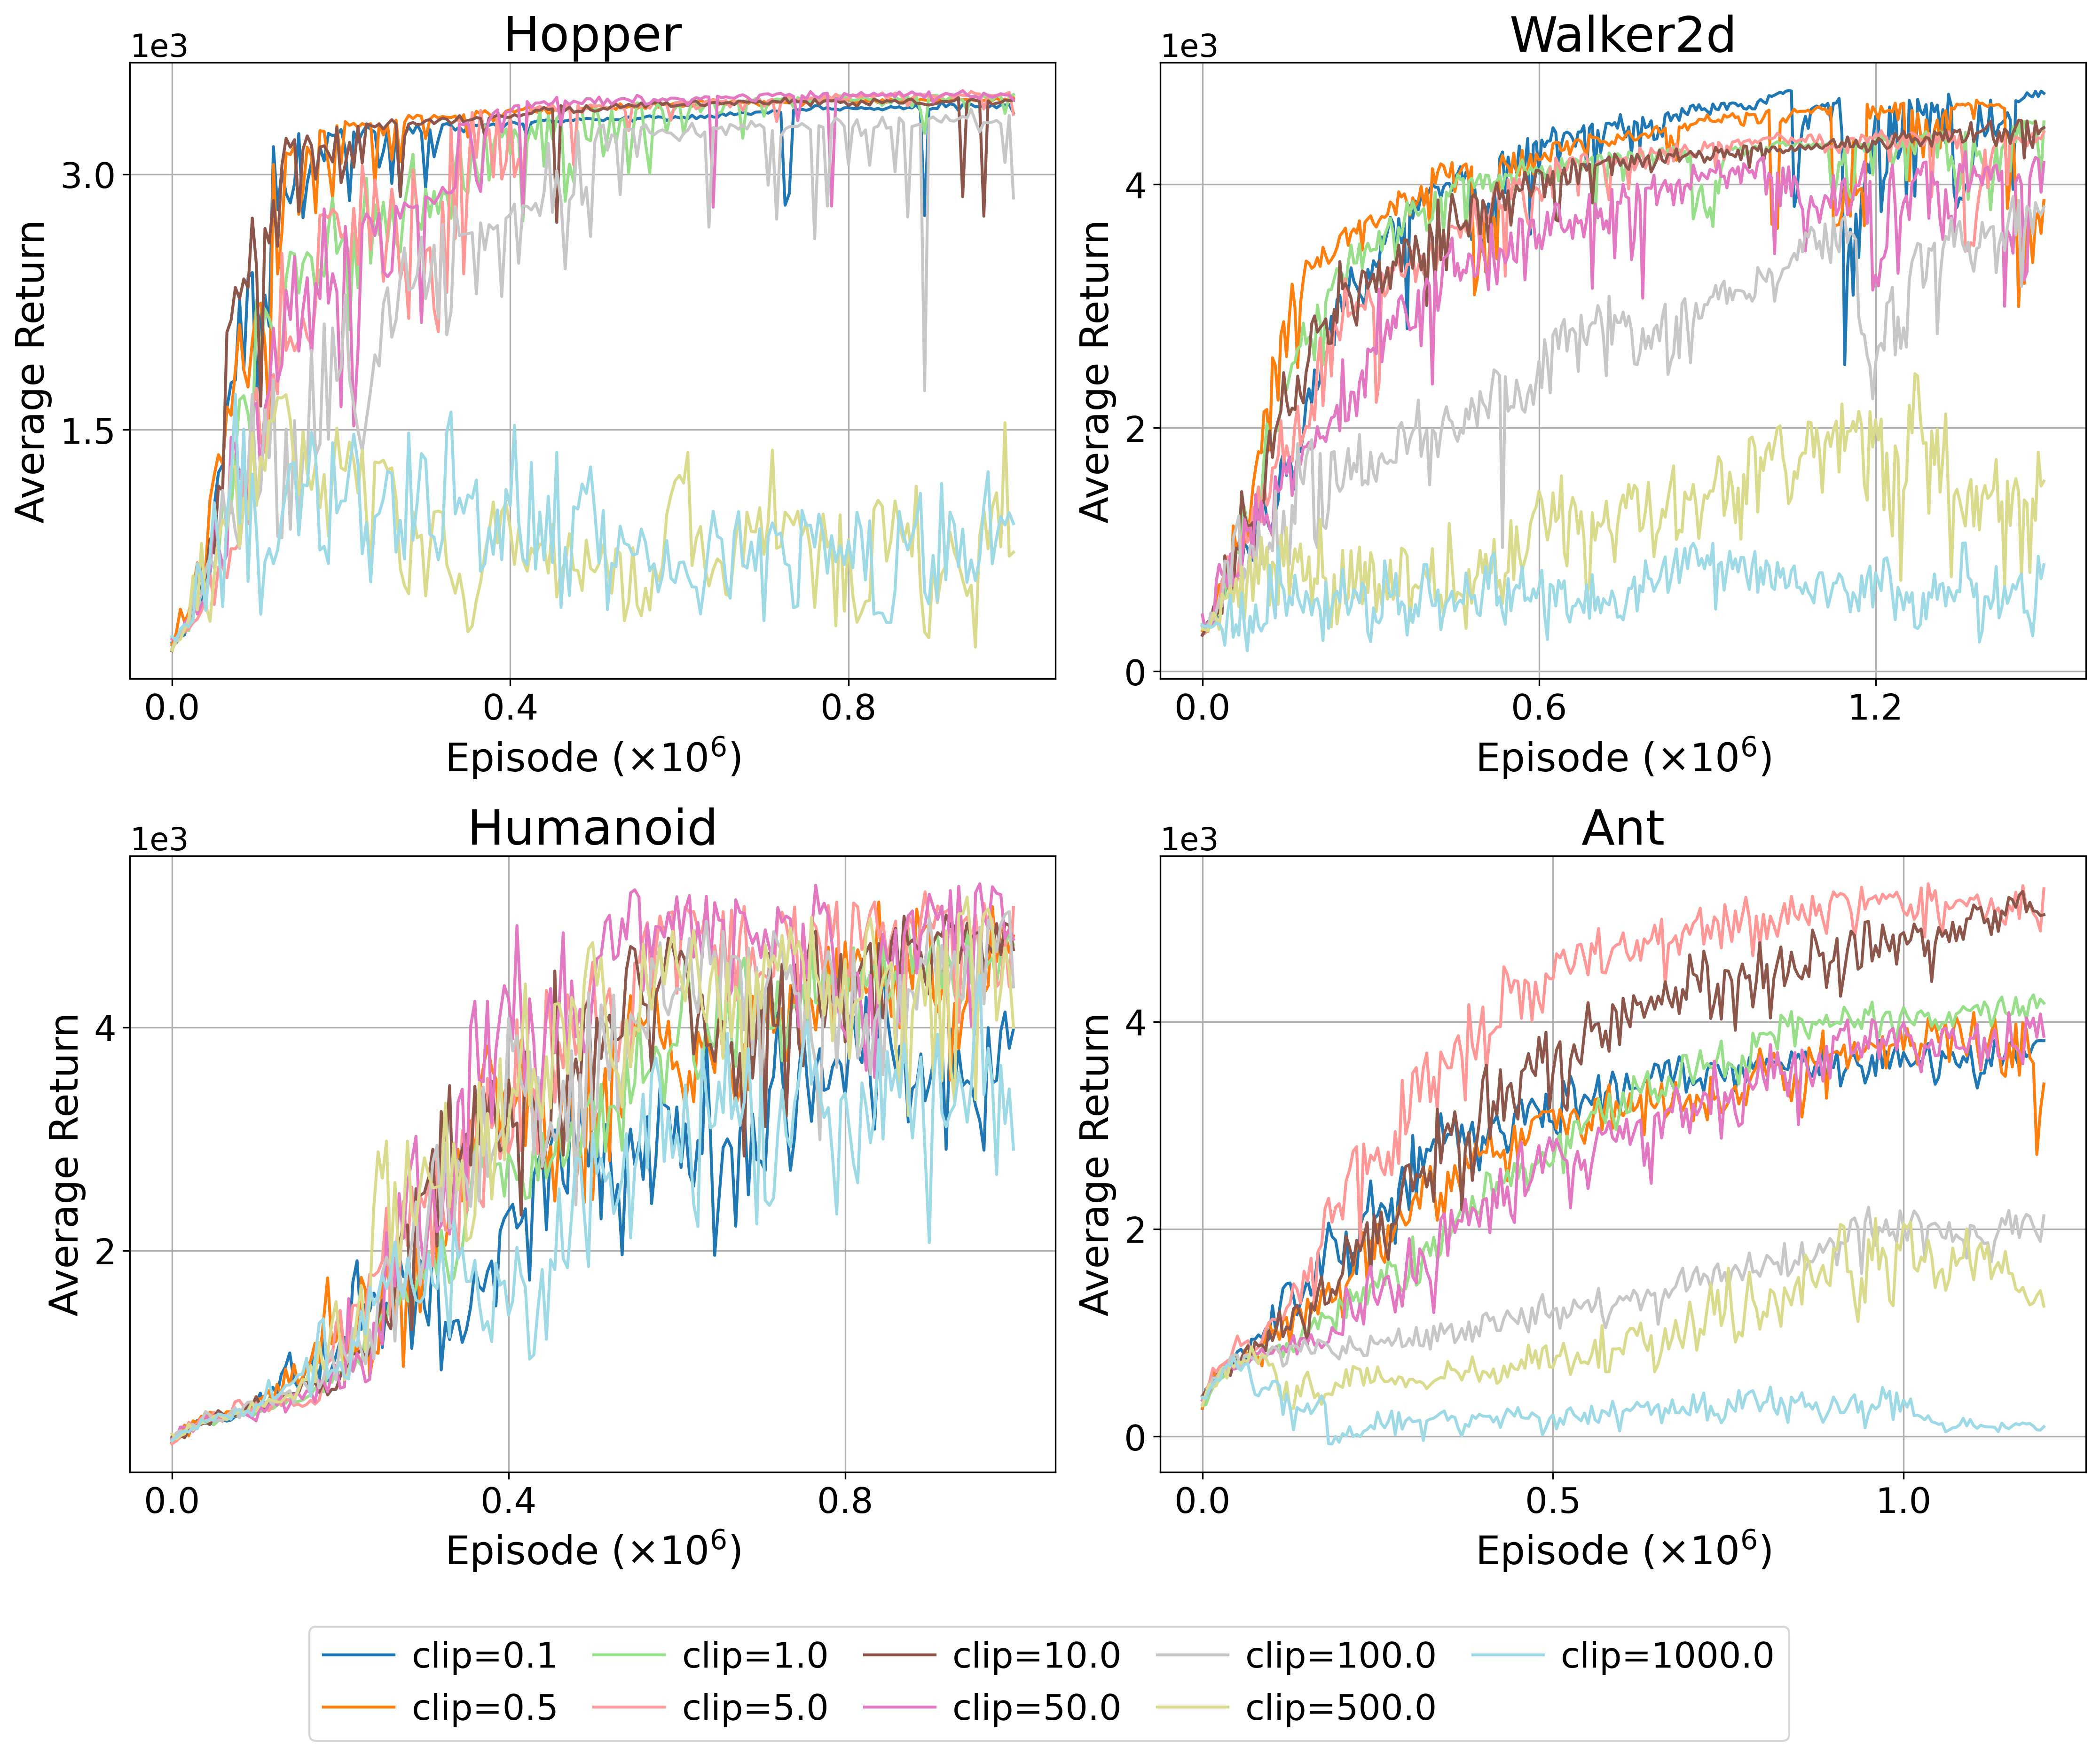 Hopper
1e3
3.0
1.5
Average Return
0.0 0.4 0.8
Episode (×10⁶)
Walker2d
1e3
4
2
0
Average Return
0.0 0.6 1.2
Episode (×10⁶)
Humanoid
1e3
4
2
Average Return
0.0 0.4 0.8
Episode (×10⁶)
Ant
1e3
4
2
0
Average Return
0.0 0.5 1.0
Episode (×10⁶)
clip=0.1 clip=1.0 clip=10.0 clip=100.0 clip=1000.0
clip=0.5 clip=5.0 clip=50.0 clip=500.0